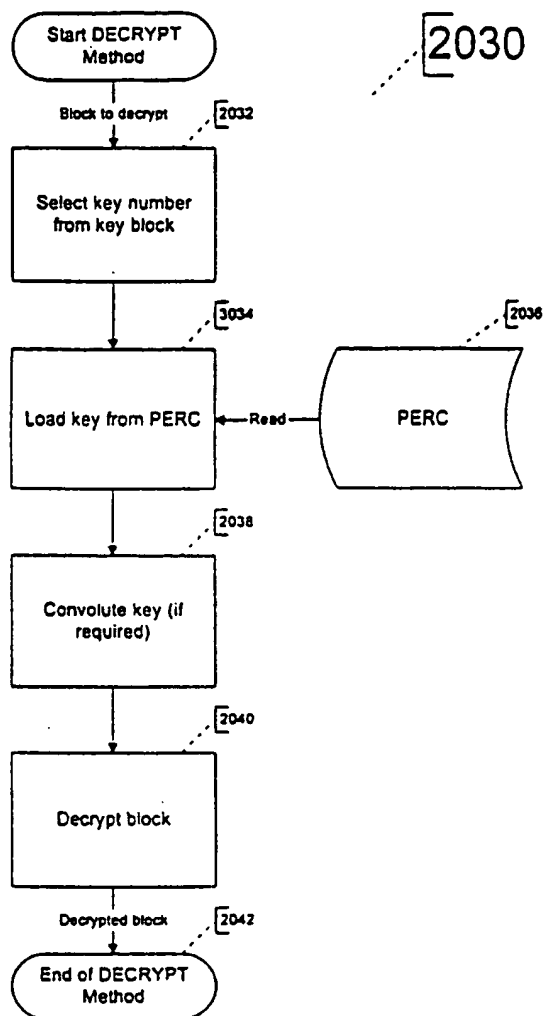 Start DECRYPT
Method
2030
Block to decrypt
2032
Select key number
from key block
3034
2036
Load key from PERC
Read
PERC
2038
Convolute key (if
required)
2040
Decrypt block
Decrypted block
2042
End of DECRYPT
Method